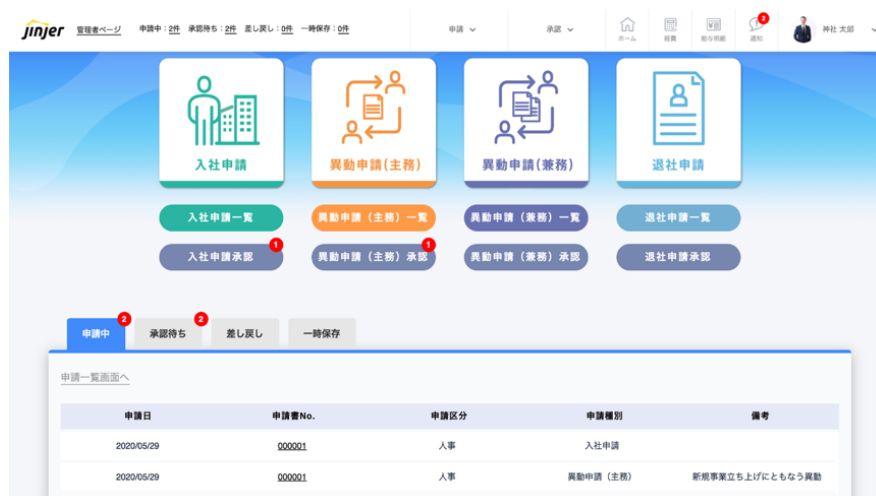 jinjer 管理者ページ 申請中：2件 承認待ち：2件 差し戻し：0件 一時保存：0件 申請 承認 ホーム 経費 給与明細 通知 2 神社 太郎
入社申請 異動申請(主務) 異動申請(兼務) 退社申請
入社申請一覧 異動申請（主務）一覧 異動申請（兼務）一覧 退社申請一覧
入社申請承認 1 異動申請（主務）承認 1 異動申請（兼務）承認 退社申請承認
申請中 2 承認待ち 2 差し戻し 一時保存
申請一覧画面へ
申請日 申請書No. 申請区分 申請種別 備考
2020/05/29 000001 人事 入社申請
2020/05/29 000001 人事 異動申請（主務） 新規事業立ち上げにともなう異動